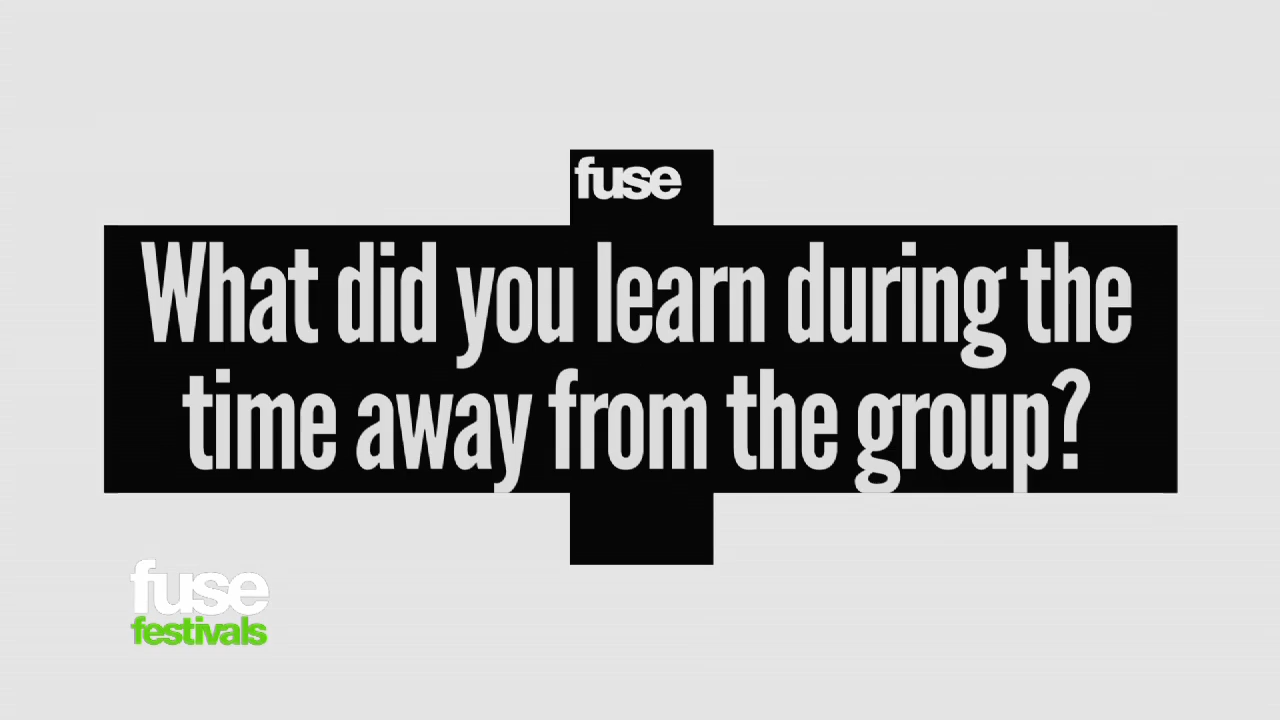 fuse
What did you learn during the
time away from the group?
fuse
festivals